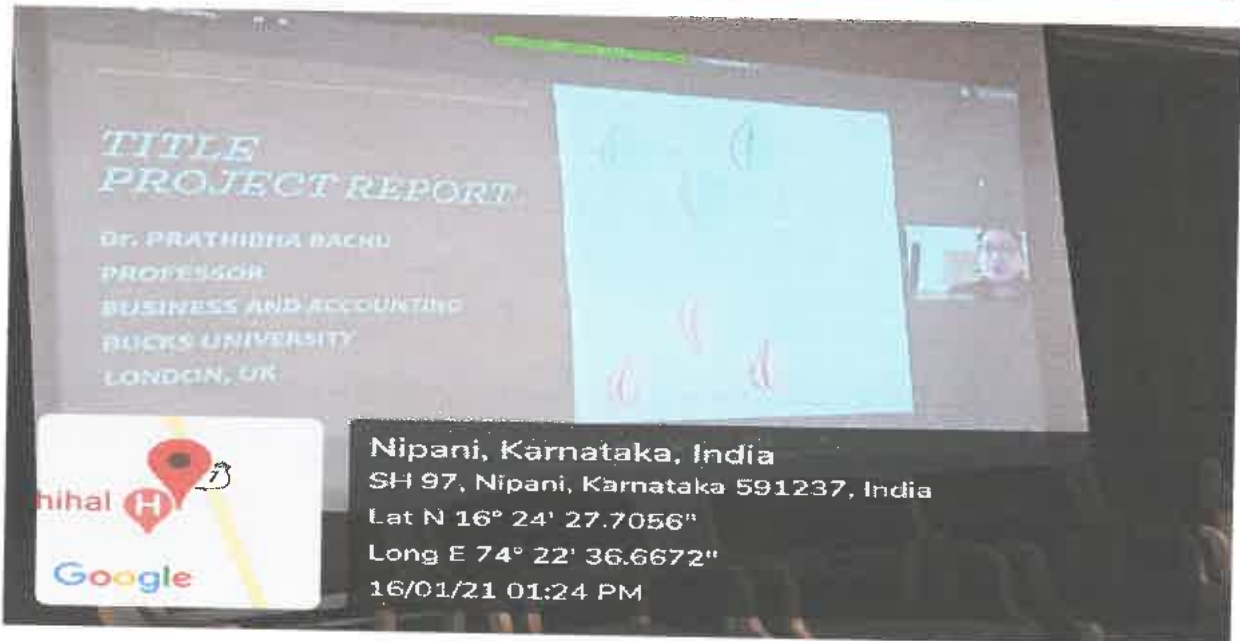 TITLE
PROJECT REPORT
Dr. PRATHIBHA BACHU
PROFESSOR
BUSINESS AND ACCOUNTING
BUCKS UNIVERSITY
LONDON, UK
hihal H
Google
Nipani, Karnataka, India
SH 97, Nipani, Karnataka 591237, India
Lat N 16° 24' 27.7056"
Long E 74° 22' 36.6672"
16/01/21 01:24 PM